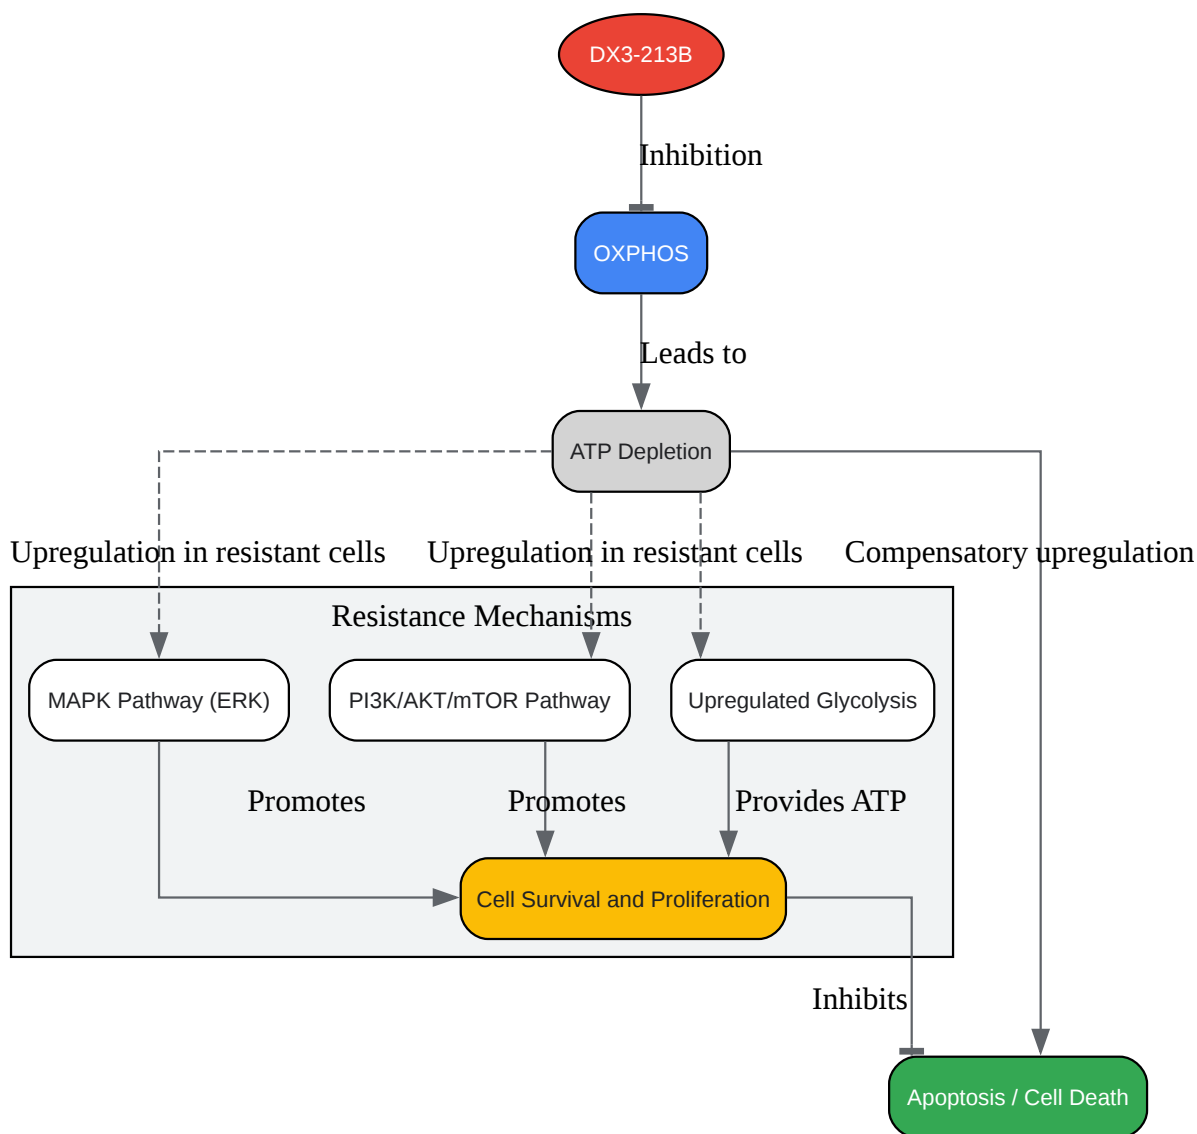 DX3-213B
Inhibition
OXPHOS
Leads to
ATP Depletion
Upregulation in resistant cells
Upregulation in resistant cells
Compensatory upregulation
Resistance Mechanisms
MAPK Pathway (ERK)
PI3K/AKT/mTOR Pathway
Upregulated Glycolysis
Promotes
Promotes
Provides ATP
Cell Survival and Proliferation
Inhibits
Apoptosis / Cell Death